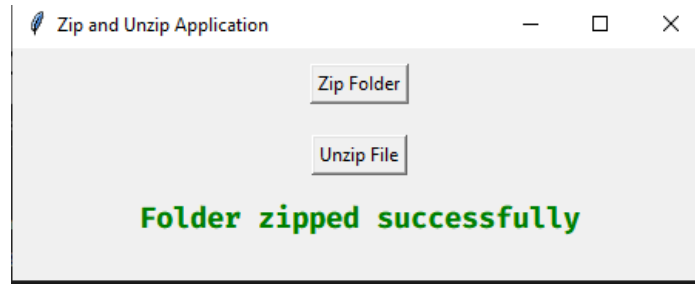 Zip and Unzip Application
Zip Folder
Unzip File
Folder zipped successfully